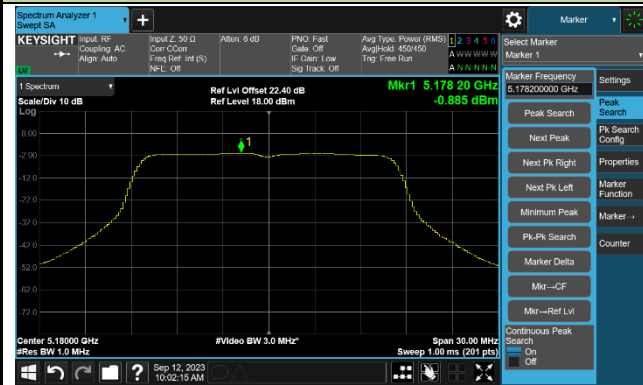 Spectrum Analyzer 1
Swept SA
Marker
KEYSIGHT
Input: RF
Coupling: AC
Align: Auto
Input Z: 50 Ω
Corr CCorr
Freq Ref: Int (S)
NFE: Off
Atten: 6 dB
PNO: Fast
Gate: Off
IF Gain: Low
Sig Track: Off
Avg Type: Power (RMS)
Avg|Hold: 450/450
Trig: Free Run
1 2 3 4 5 6
A W W W W W
A N N N N N
LXI
Select Marker
Marker 1
1 Spectrum
Scale/Div 10 dB
Log
Ref Lvl Offset 22.40 dB
Ref Level 18.00 dBm
Mkr1 5.178 20 GHz
-0.885 dBm
8.00
-2.00
-12.0
-22.0
-32.0
-42.0
-52.0
-62.0
-72.0
1
Center 5.18000 GHz
#Res BW 1.0 MHz
#Video BW 3.0 MHz*
Span 30.00 MHz
Sweep 1.00 ms (201 pts)
Marker Frequency
5.178200000 GHz
Peak Search
Next Peak
Next Pk Right
Next Pk Left
Minimum Peak
Pk-Pk Search
Marker Delta
Mkr→CF
Mkr→Ref Lvl
Continuous Peak
Search
On
Off
Settings
Peak
Search
Pk Search
Config
Properties
Marker
Function
Marker→
Counter
Sep 12, 2023
10:02:15 AM